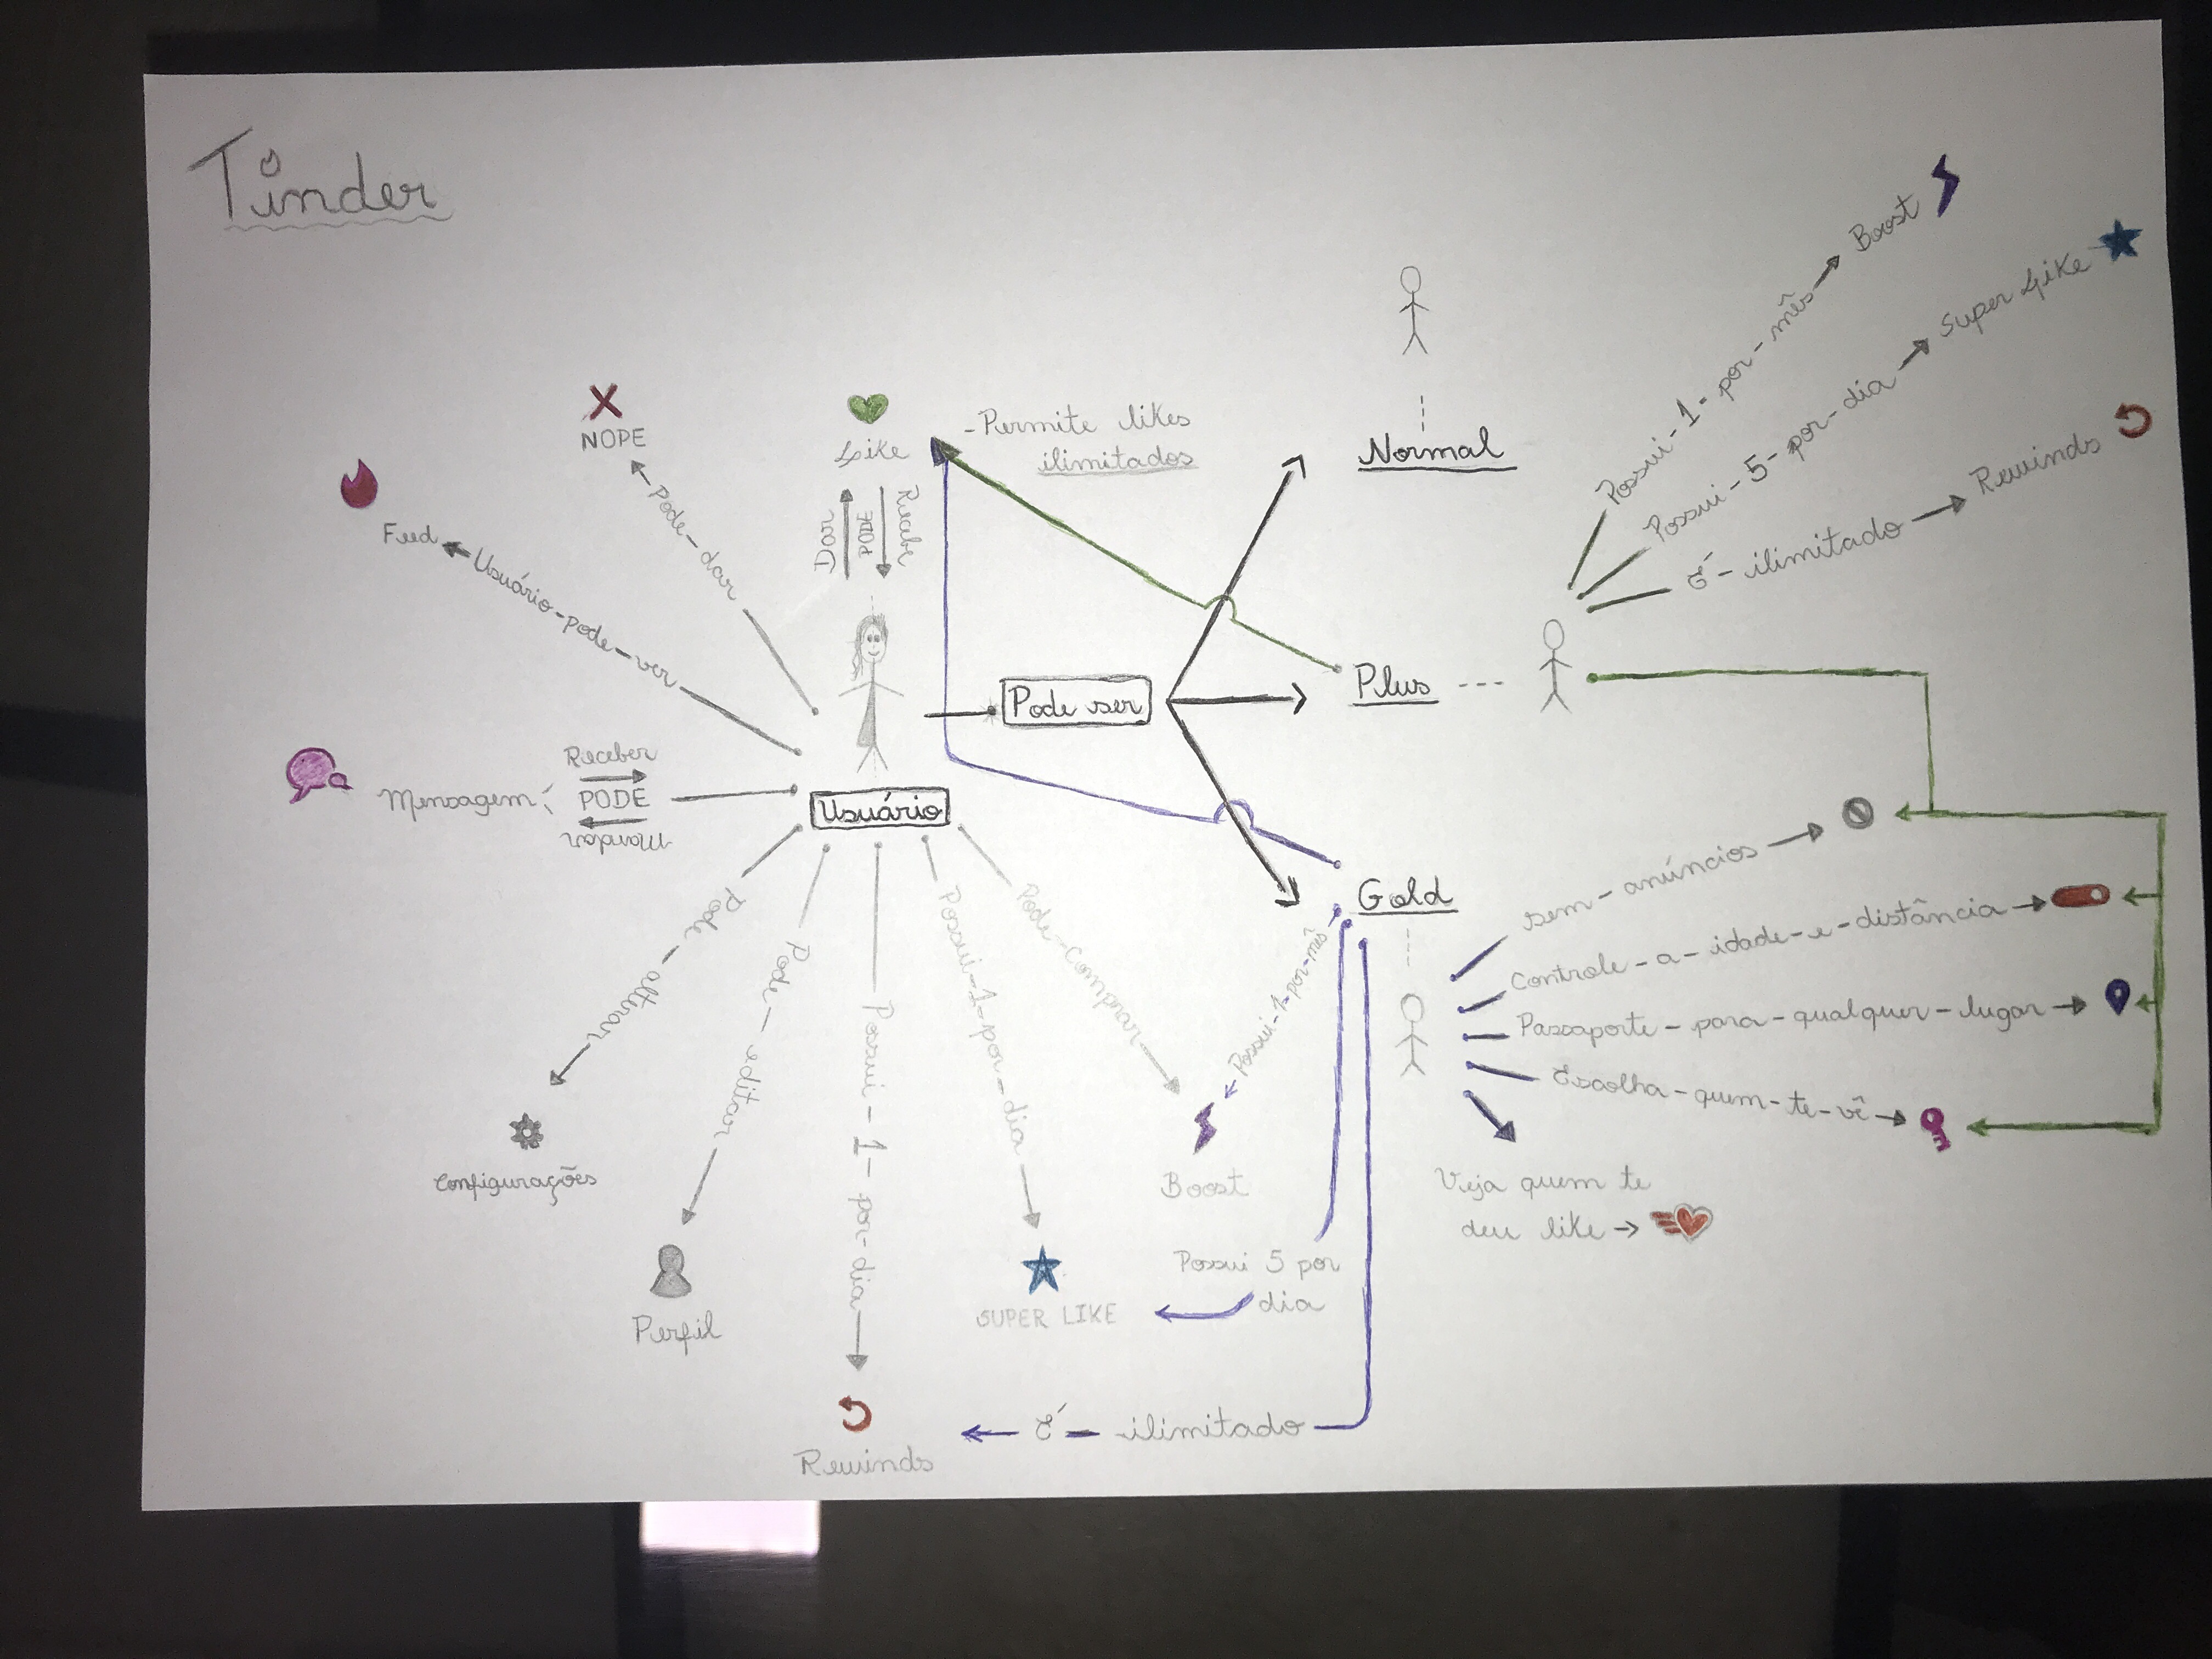 Tinder
NOPE
Pode - dar
Feed
Usuário - Pode - ver
Mensagem
Receber
PODE
mandar
Configurações
Pode - ativar
Perfil
Pode - editar
Like
Dar
PODE
Recebe
Usuário
Possui - 1 - por - dia
Rewinds
Possui - 1 - por - dia
SUPER LIKE
Pode - comprar
Boost
- Permite likes
ilimitados
Pode ser
Normal
Plus
Gold
Possui - 1 - por - mês
Possui 5 por
dia
É - ilimitado
Possui - 1 - por - mês
Boost
Possui - 5 - por - dia
Super Like
É - ilimitado
Rewinds
sem - anúncios
Controle - a - idade - e - distância
Passaporte - para - qualquer - lugar
Escolha - quem - te - vê
Veja quem te
deu like